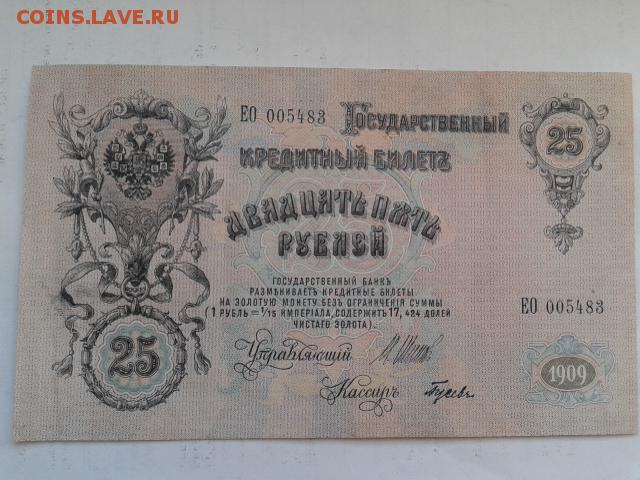 COINS.LAVE.RU
ЕО 005483
Государственный
25
кредитный билетъ
двадцать пять
рублей
ГОСУДАРСТВЕННЫЙ БАНКЪ
РАЗМѢНИВАЕТЪ КРЕДИТНЫЕ БИЛЕТЫ
НА ЗОЛОТУЮ МОНЕТУ БЕЗЪ ОГРАНИЧЕНІЯ СУММЫ
(1 РУБЛЬ = 1/15 ИМПЕРІАЛА, СОДЕРЖИТЪ 17,424 ДОЛЕЙ
ЧИСТАГО ЗОЛОТА).
ЕО 005483
25
Управляющій
И Шипов
Кассиръ
Гусевъ
1909